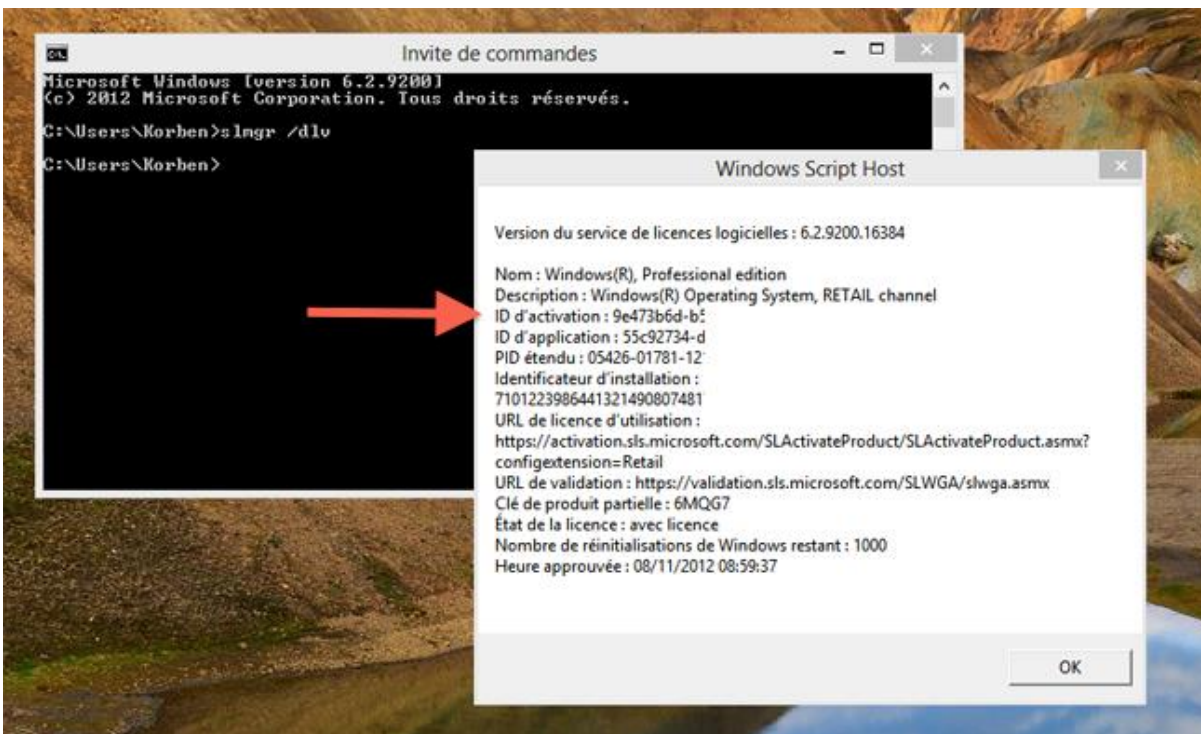 Invite de commandes
Microsoft Windows [version 6.2.9200]
(c) 2012 Microsoft Corporation. Tous droits réservés.
C:\Users\Korben>slmgr /dlv
C:\Users\Korben>
Windows Script Host
Version du service de licences logicielles : 6.2.9200.16384
Nom : Windows(R), Professional edition
Description : Windows(R) Operating System, RETAIL channel
ID d'activation : 9e473b6d-b5
ID d'application : 55c92734-d
PID étendu : 05426-01781-12
Identificateur d'installation :
7101223986441321490807481
URL de licence d'utilisation :
https://activation.sls.microsoft.com/SLActivateProduct/SLActivateProduct.asmx?
configextension=Retail
URL de validation : https://validation.sls.microsoft.com/SLWGA/slwga.asmx
Clé de produit partielle : 6MQG7
État de la licence : avec licence
Nombre de réinitialisations de Windows restant : 1000
Heure approuvée : 08/11/2012 08:59:37
OK